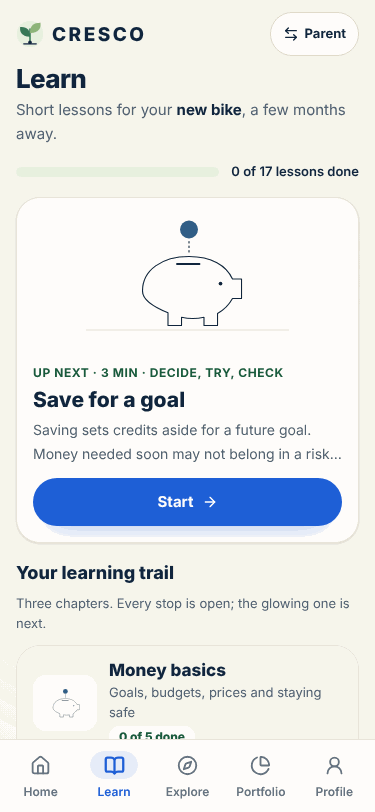 CRESCO
Parent
Learn
Short lessons for your new bike, a few months
away.
0 of 17 lessons done
UP NEXT · 3 MIN · DECIDE, TRY, CHECK
Save for a goal
Saving sets credits aside for a future goal.
Money needed soon may not belong in a risk...
Start
Your learning trail
Three chapters. Every stop is open; the glowing one is
next.
Money basics
Goals, budgets, prices and staying
safe
0 of 5 done
Home
Learn
Explore
Portfolio
Profile